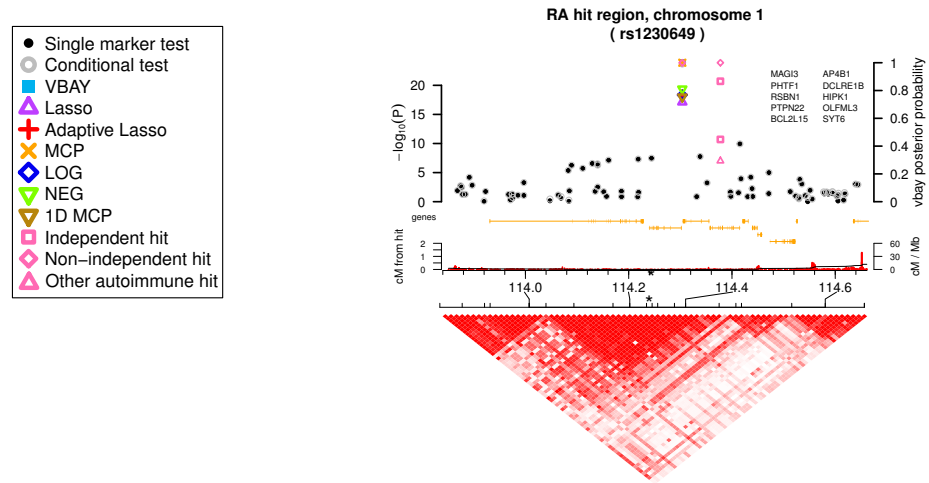 RA hit region, chromosome 1
( rs1230649 )
Single marker test
Conditional test
VBAY
Lasso
Adaptive Lasso
MCP
LOG
NEG
1D MCP
Independent hit
Non−independent hit
Other autoimmune hit
−log10(P)
20
15
10
5
0
MAGI3 AP4B1
PHTF1 DCLRE1B
RSBN1 HIPK1
PTPN22 OLFML3
BCL2L15 SYT6
1
0.8
0.6
0.4
0.2
0
vbay posterior probability
genes
cM from hit
2
1
0
60
30
0
cM / Mb
*
114.0 114.2 114.4 114.6
*